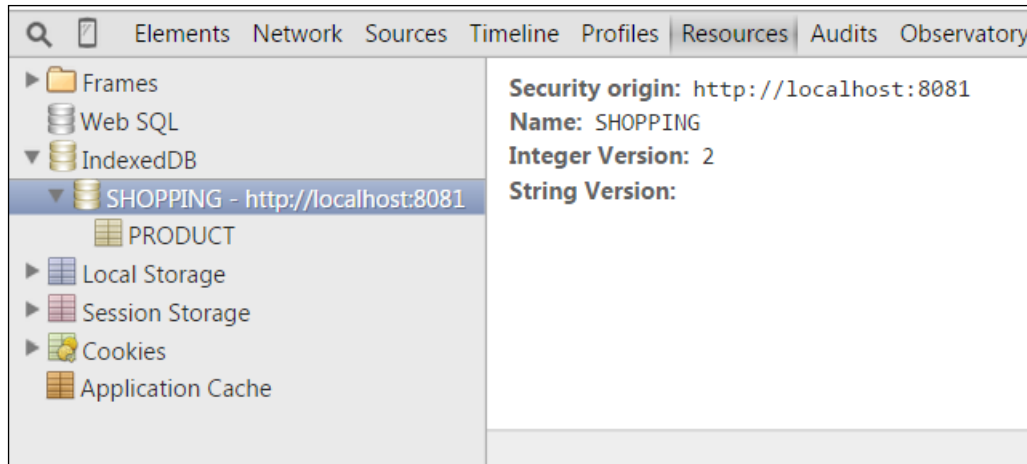 Elements Network Sources Timeline Profiles Resources Audits Observatory
Frames
Web SQL
IndexedDB
SHOPPING - http://localhost:8081
PRODUCT
Local Storage
Session Storage
Cookies
Application Cache
Security origin: http://localhost:8081
Name: SHOPPING
Integer Version: 2
String Version: